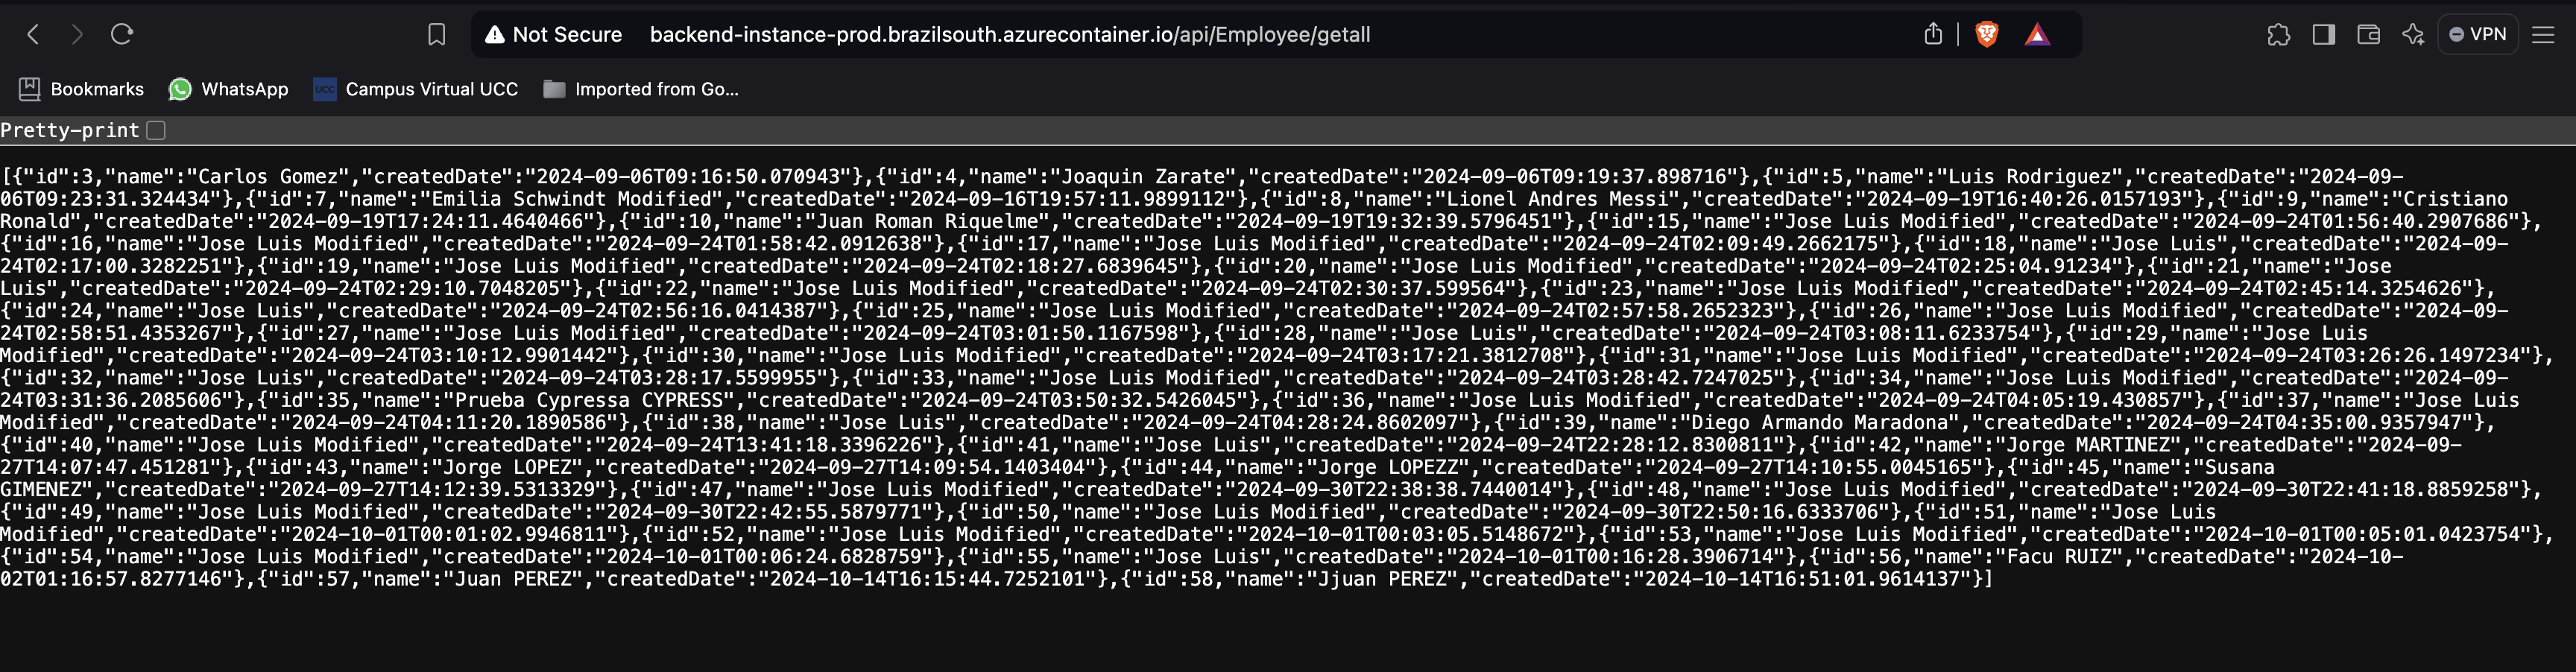 Not Secure backend-instance-prod.brazilsouth.azurecontainer.io/api/Employee/getall VPN
Bookmarks WhatsApp UCC Campus Virtual UCC Imported from Go...
Pretty-print
[{"id":3,"name":"Carlos Gomez","createdDate":"2024-09-06T09:16:50.070943"},{"id":4,"name":"Joaquin Zarate","createdDate":"2024-09-06T09:19:37.898716"},{"id":5,"name":"Luis Rodriguez","createdDate":"2024-09-
06T09:23:31.324434"},{"id":7,"name":"Emilia Schwindt Modified","createdDate":"2024-09-16T19:57:11.9899112"},{"id":8,"name":"Lionel Andres Messi","createdDate":"2024-09-19T16:40:26.0157193"},{"id":9,"name":"Cristiano
Ronald","createdDate":"2024-09-19T17:24:11.4640466"},{"id":10,"name":"Juan Roman Riquelme","createdDate":"2024-09-19T19:32:39.5796451"},{"id":15,"name":"Jose Luis Modified","createdDate":"2024-09-24T01:56:40.2907686"},
{"id":16,"name":"Jose Luis Modified","createdDate":"2024-09-24T01:58:42.0912638"},{"id":17,"name":"Jose Luis Modified","createdDate":"2024-09-24T02:09:49.2662175"},{"id":18,"name":"Jose Luis","createdDate":"2024-09-
24T02:17:00.3282251"},{"id":19,"name":"Jose Luis Modified","createdDate":"2024-09-24T02:18:27.6839645"},{"id":20,"name":"Jose Luis Modified","createdDate":"2024-09-24T02:25:04.91234"},{"id":21,"name":"Jose
Luis","createdDate":"2024-09-24T02:29:10.7048205"},{"id":22,"name":"Jose Luis Modified","createdDate":"2024-09-24T02:30:37.599564"},{"id":23,"name":"Jose Luis Modified","createdDate":"2024-09-24T02:45:14.3254626"},
{"id":24,"name":"Jose Luis","createdDate":"2024-09-24T02:56:16.0414387"},{"id":25,"name":"Jose Luis Modified","createdDate":"2024-09-24T02:57:58.2652323"},{"id":26,"name":"Jose Luis Modified","createdDate":"2024-09-
24T02:58:51.4353267"},{"id":27,"name":"Jose Luis Modified","createdDate":"2024-09-24T03:01:50.1167598"},{"id":28,"name":"Jose Luis","createdDate":"2024-09-24T03:08:11.6233754"},{"id":29,"name":"Jose Luis
Modified","createdDate":"2024-09-24T03:10:12.9901442"},{"id":30,"name":"Jose Luis Modified","createdDate":"2024-09-24T03:17:21.3812708"},{"id":31,"name":"Jose Luis Modified","createdDate":"2024-09-24T03:26:26.1497234"},
{"id":32,"name":"Jose Luis","createdDate":"2024-09-24T03:28:17.5599955"},{"id":33,"name":"Jose Luis Modified","createdDate":"2024-09-24T03:28:42.7247025"},{"id":34,"name":"Jose Luis Modified","createdDate":"2024-09-
24T03:31:36.2085606"},{"id":35,"name":"Prueba Cypressa CYPRESS","createdDate":"2024-09-24T03:50:32.5426045"},{"id":36,"name":"Jose Luis Modified","createdDate":"2024-09-24T04:05:19.430857"},{"id":37,"name":"Jose Luis
Modified","createdDate":"2024-09-24T04:11:20.1890586"},{"id":38,"name":"Jose Luis","createdDate":"2024-09-24T04:28:24.8602097"},{"id":39,"name":"Diego Armando Maradona","createdDate":"2024-09-24T04:35:00.9357947"},
{"id":40,"name":"Jose Luis Modified","createdDate":"2024-09-24T13:41:18.3396226"},{"id":41,"name":"Jose Luis","createdDate":"2024-09-24T22:28:12.8300811"},{"id":42,"name":"Jorge MARTINEZ","createdDate":"2024-09-
27T14:07:47.451281"},{"id":43,"name":"Jorge LOPEZ","createdDate":"2024-09-27T14:09:54.1403404"},{"id":44,"name":"Jorge LOPEZZ","createdDate":"2024-09-27T14:10:55.0045165"},{"id":45,"name":"Susana
GIMENEZ","createdDate":"2024-09-27T14:12:39.5313329"},{"id":47,"name":"Jose Luis Modified","createdDate":"2024-09-30T22:38:38.7440014"},{"id":48,"name":"Jose Luis Modified","createdDate":"2024-09-30T22:41:18.8859258"},
{"id":49,"name":"Jose Luis Modified","createdDate":"2024-09-30T22:42:55.5879771"},{"id":50,"name":"Jose Luis Modified","createdDate":"2024-09-30T22:50:16.6333706"},{"id":51,"name":"Jose Luis
Modified","createdDate":"2024-10-01T00:01:02.9946811"},{"id":52,"name":"Jose Luis Modified","createdDate":"2024-10-01T00:03:05.5148672"},{"id":53,"name":"Jose Luis Modified","createdDate":"2024-10-01T00:05:01.0423754"},
{"id":54,"name":"Jose Luis Modified","createdDate":"2024-10-01T00:06:24.6828759"},{"id":55,"name":"Jose Luis","createdDate":"2024-10-01T00:16:28.3906714"},{"id":56,"name":"Facu RUIZ","createdDate":"2024-10-
02T01:16:57.8277146"},{"id":57,"name":"Juan PEREZ","createdDate":"2024-10-14T16:15:44.7252101"},{"id":58,"name":"Jjuan PEREZ","createdDate":"2024-10-14T16:51:01.9614137"}]